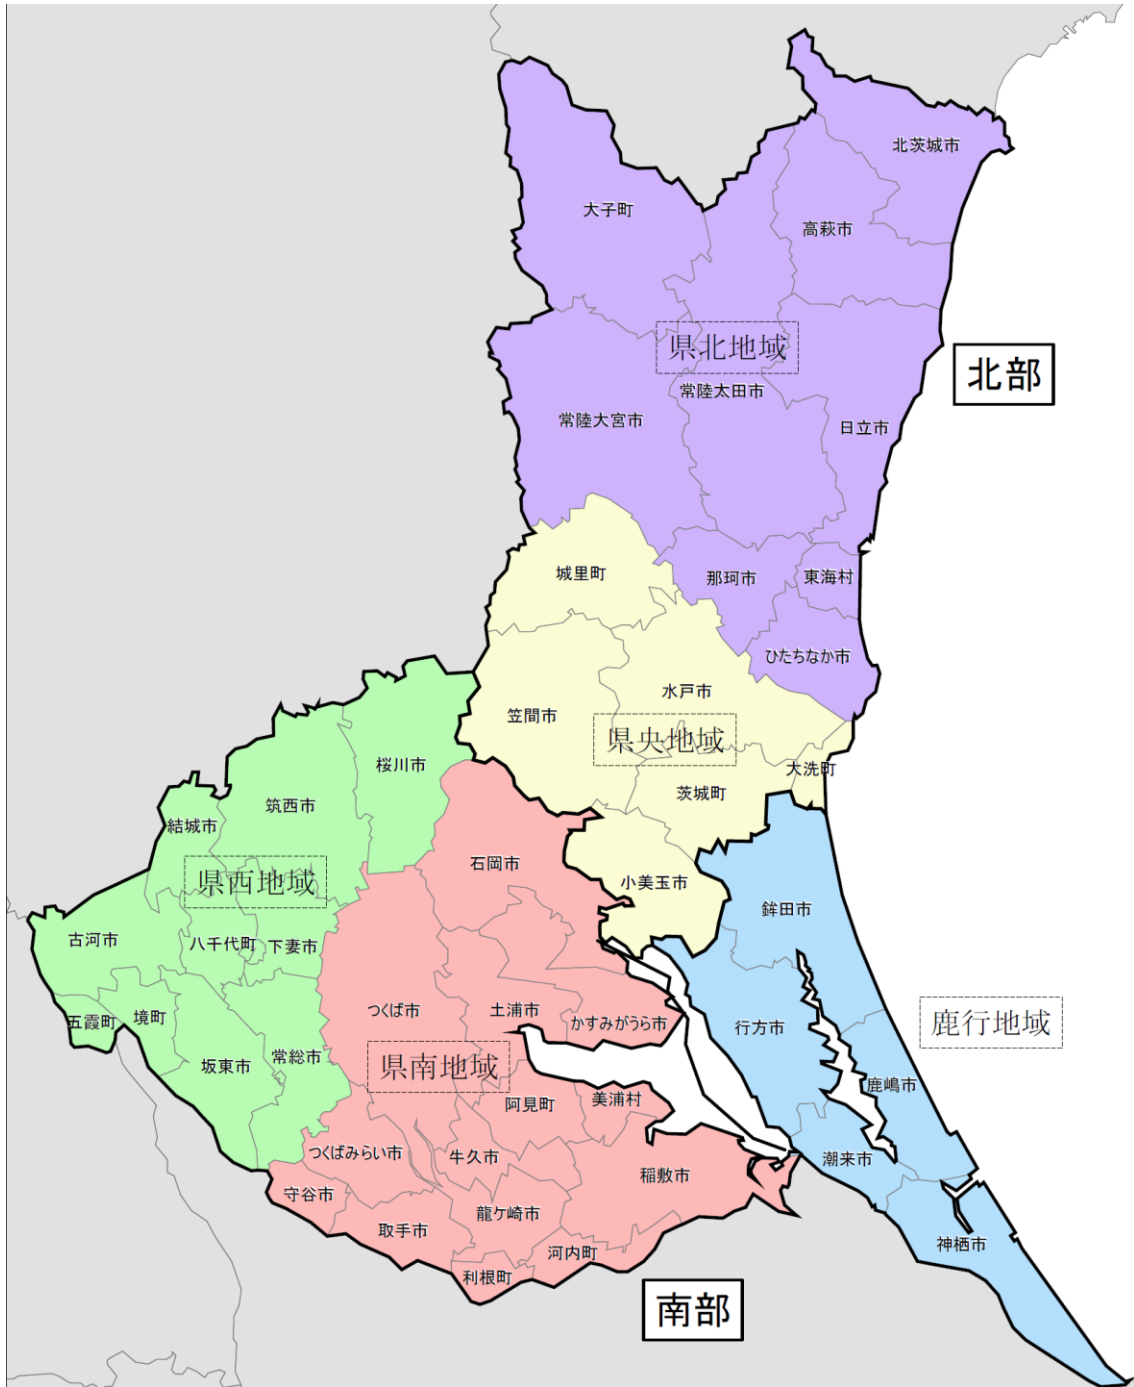 北茨城市
大子町
高萩市
県北地域
北部
常陸太田市
常陸大宮市
日立市
城里町
那珂市
東海村
ひたちなか市
水戸市
笠間市
県央地域
桜川市
大洗町
茨城町
筑西市
結城市
石岡市
県西地域
小美玉市
鉾田市
古河市
八千代町
下妻市
つくば市
土浦市
かすみがうら市
行方市
鹿行地域
五霞町
境町
坂東市
常総市
県南地域
鹿嶋市
阿見町
美浦村
つくばみらい市
牛久市
潮来市
稲敷市
守谷市
龍ケ崎市
取手市
河内町
神栖市
利根町
南部